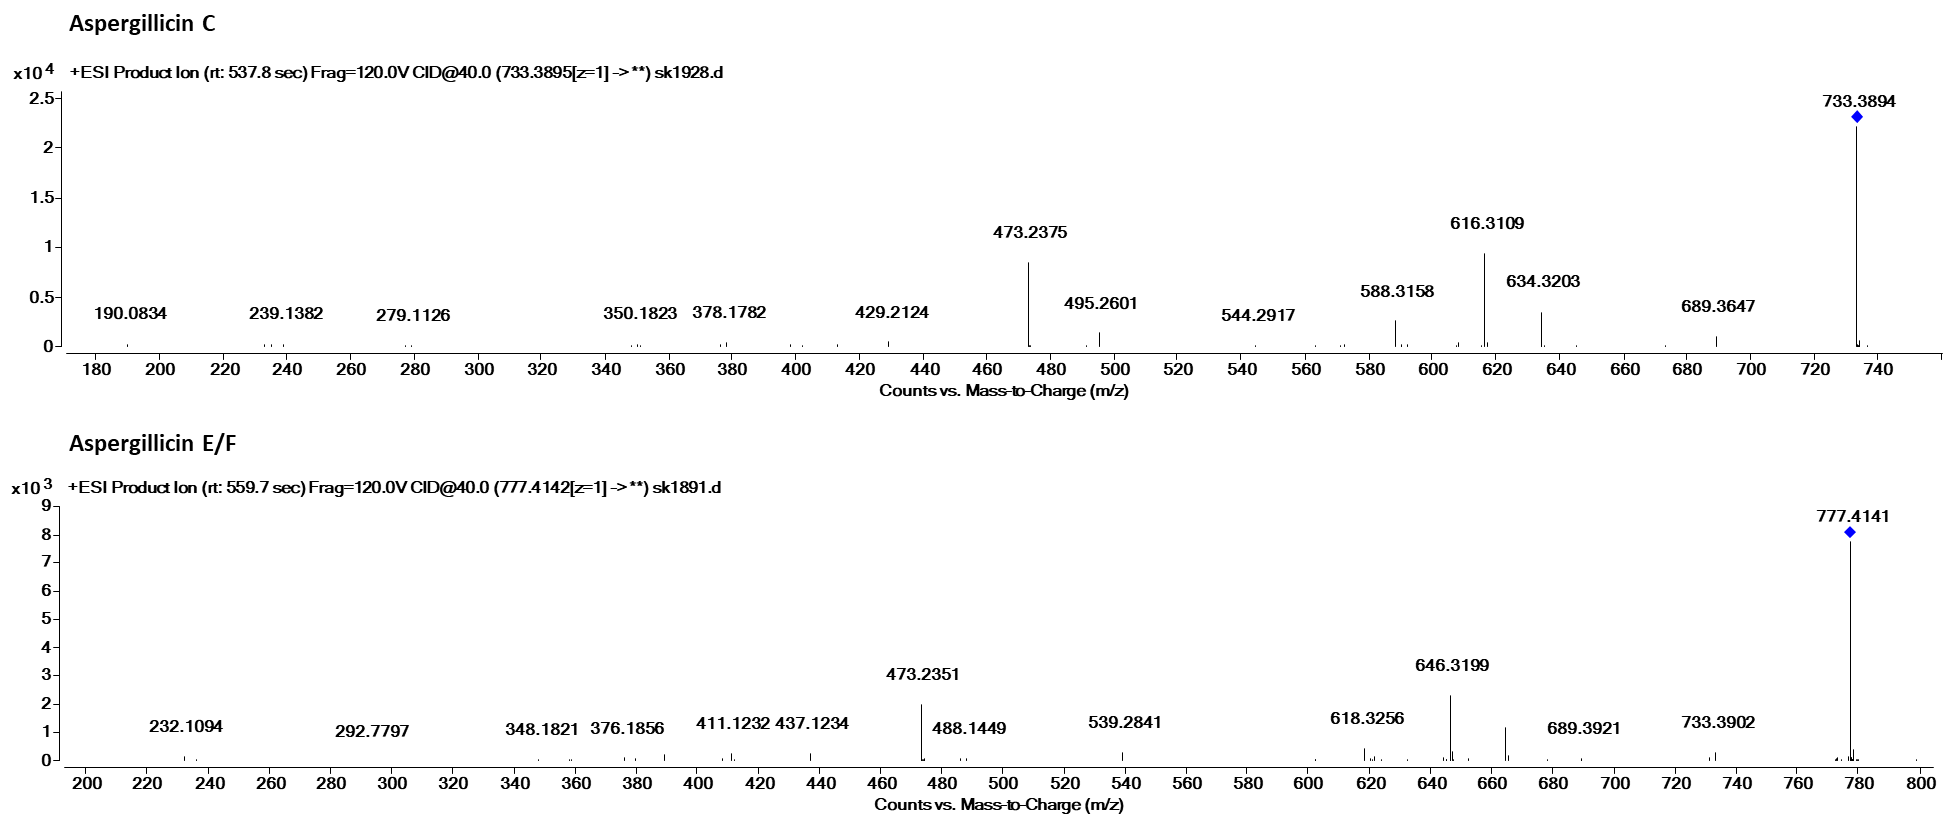 Aspergillicin C
x10 4 +ESI Product Ion (rt: 537.8 sec) Frag=120.0V CID@40.0 (733.3895[z=1] -> **) sk1928.d
2.5
733.3894
2
1.5
1
473.2375
616.3109
634.3203
0.5
190.0834 239.1382 279.1126 350.1823 378.1782 429.2124 495.2601 544.2917 588.3158 689.3647
0
180 200 220 240 260 280 300 320 340 360 380 400 420 440 460 480 500 520 540 560 580 600 620 640 660 680 700 720 740
Counts vs. Mass-to-Charge (m/z)
Aspergillicin E/F
x10 3 +ESI Product Ion (rt: 559.7 sec) Frag=120.0V CID@40.0 (777.4142[z=1] -> **) sk1891.d
9
777.4141
8
7
6
5
4
3
473.2351 646.3199
2
1
232.1094 292.7797 348.1821 376.1856 411.1232 437.1234 488.1449 539.2841 618.3256 689.3921 733.3902
0
200 220 240 260 280 300 320 340 360 380 400 420 440 460 480 500 520 540 560 580 600 620 640 660 680 700 720 740 760 780 800
Counts vs. Mass-to-Charge (m/z)